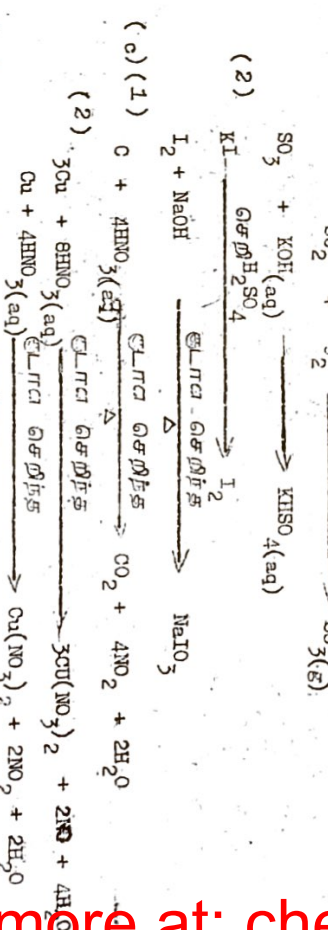 SO₃ + KOH(aq) → KHSO₄(aq)
(2) KI செறி H₂SO₄ → I₂
I₂ + NaOH சூடான செறிந்த Δ → NaIO₃
(c)(1) C + 4HNO₃(aq) சூடான செறிந்த Δ → CO₂ + 4NO₂ + 2H₂O
(2) 3Cu + 8HNO₃(aq) சூடான செறிந்த → 3CU(NO₃)₂ + 2NO + 4H₂O
Cu + 4HNO₃(aq) சூடான செறிந்த → Cu(NO₃)₂ + 2NO₂ + 2H₂O
more at: che